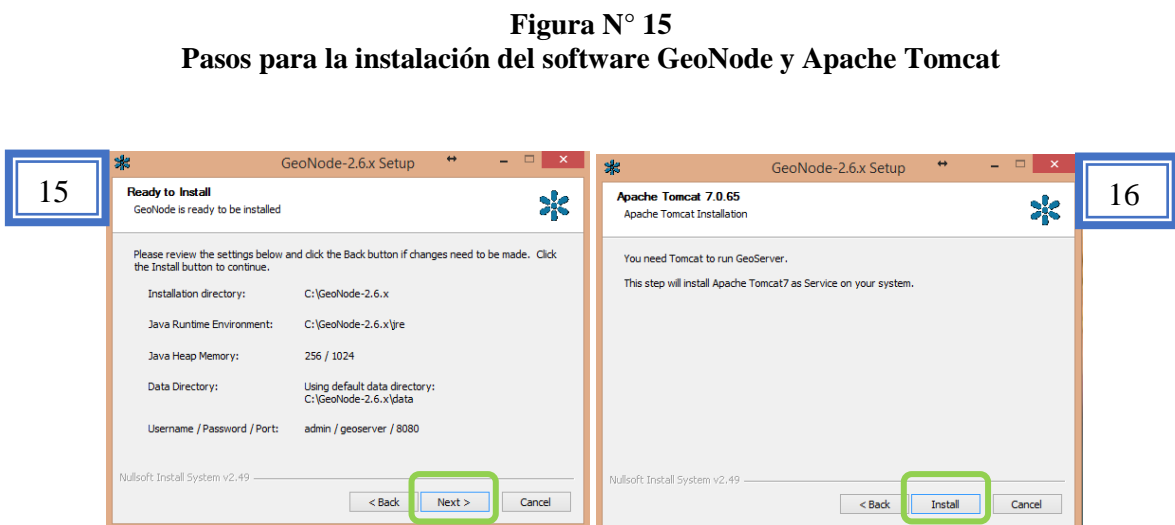 Figura N° 15
Pasos para la instalación del software GeoNode y Apache Tomcat
15
GeoNode-2.6.x Setup
Ready to Install
GeoNode is ready to be installed
Please review the settings below and click the Back button if changes need to be made. Click
the Install button to continue.
Installation directory: C:\GeoNode-2.6.x
Java Runtime Environment: C:\GeoNode-2.6.x\jre
Java Heap Memory: 256 / 1024
Data Directory: Using default data directory:
C:\GeoNode-2.6.x\data
Username / Password / Port: admin / geoserver / 8080
Nullsoft Install System v2.49
< Back Next > Cancel
GeoNode-2.6.x Setup
16
Apache Tomcat 7.0.65
Apache Tomcat Installation
You need Tomcat to run GeoServer.
This step will install Apache Tomcat7 as Service on your system.
Nullsoft Install System v2.49
< Back Install Cancel